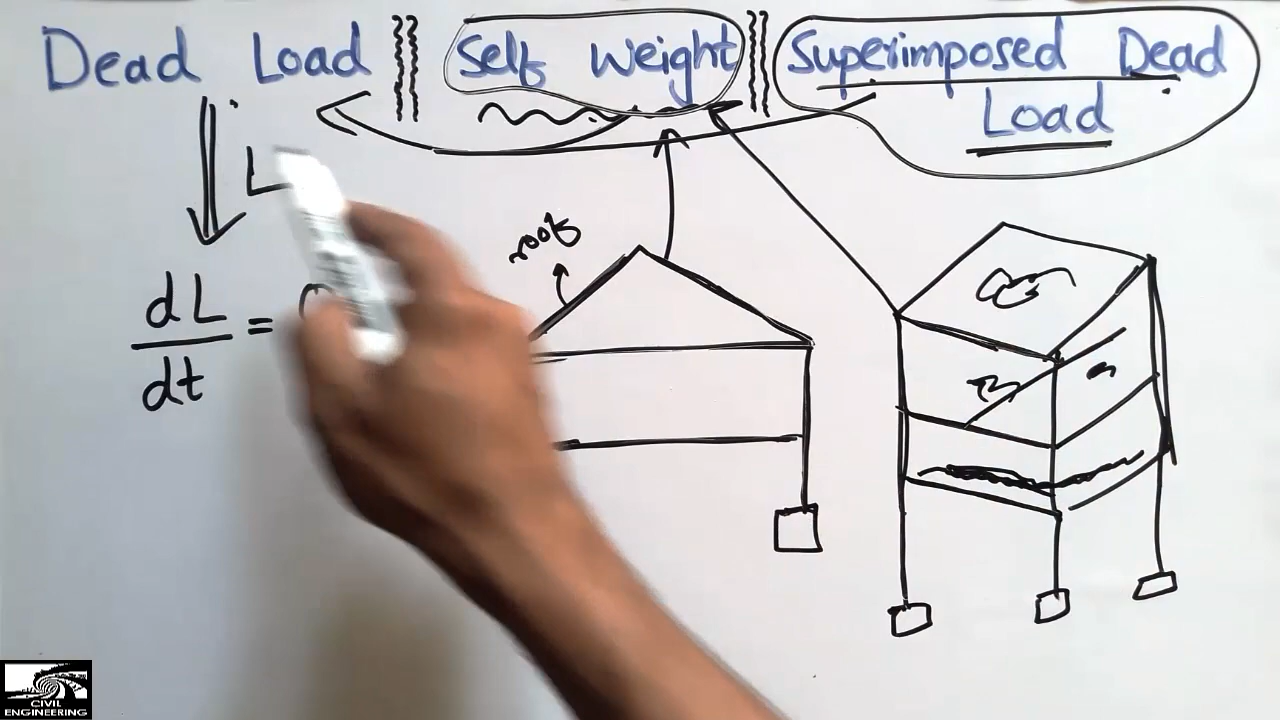 Dead Load Self Weight Superimposed Dead
Load
L
roof
dL
dt
=
CIVIL
ENGINEERING